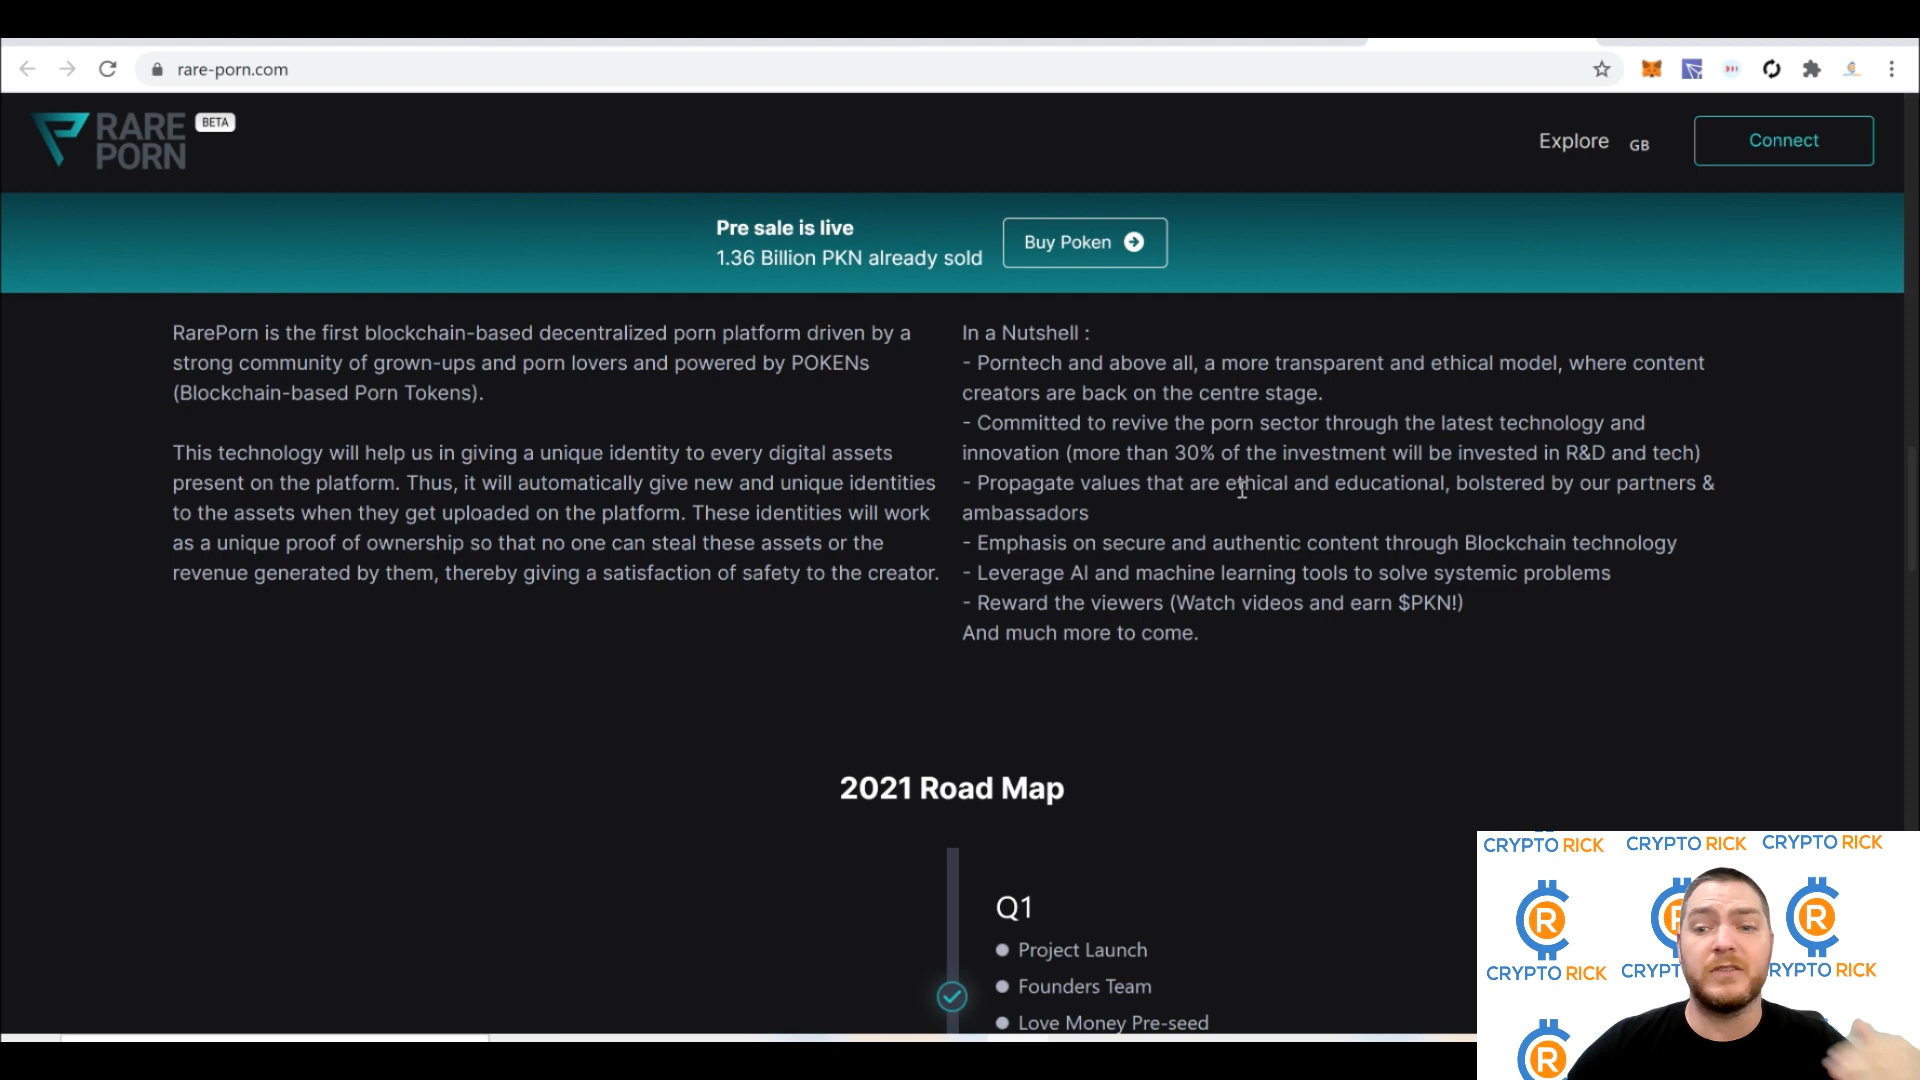 rare-porn.com
RARE
PORN
BETA
Explore
GB
Connect
Pre sale is live
1.36 Billion PKN already sold
Buy Poken
RarePorn is the first blockchain-based decentralized porn platform driven by a
strong community of grown-ups and porn lovers and powered by POKENs
(Blockchain-based Porn Tokens).
This technology will help us in giving a unique identity to every digital assets
present on the platform. Thus, it will automatically give new and unique identities
to the assets when they get uploaded on the platform. These identities will work
as a unique proof of ownership so that no one can steal these assets or the
revenue generated by them, thereby giving a satisfaction of safety to the creator.
In a Nutshell :
- Porntech and above all, a more transparent and ethical model, where content
creators are back on the centre stage.
- Committed to revive the porn sector through the latest technology and
innovation (more than 30% of the investment will be invested in R&D and tech)
- Propagate values that are ethical and educational, bolstered by our partners &
ambassadors
- Emphasis on secure and authentic content through Blockchain technology
- Leverage AI and machine learning tools to solve systemic problems
- Reward the viewers (Watch videos and earn $PKN!)
And much more to come.
2021 Road Map
Q1
Project Launch
Founders Team
Love Money Pre-seed
CRYPTO RICK
CRYPTO RICK
CRYPTO RICK
R
R
CRYPTO RICK
R